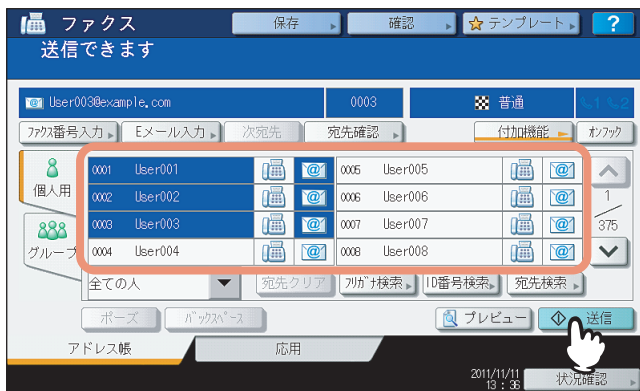 ファクス 保存 確認 テンプレート ?
送信できます
User003@example.com 0003 普通 1 2
ファクス番号入力 Eメール入力 次宛先 宛先確認 付加機能 オンフック
個人用
グループ
0001 User001 0005 User005
0002 User002 0006 User006
0003 User003 0007 User007
0004 User004 0008 User008
1
375
全ての人 宛先クリア フリガナ検索 ID番号検索 宛先検索
ポーズ バックスペース プレビュー 送信
アドレス帳 応用
2011/11/11
13:36 状況確認